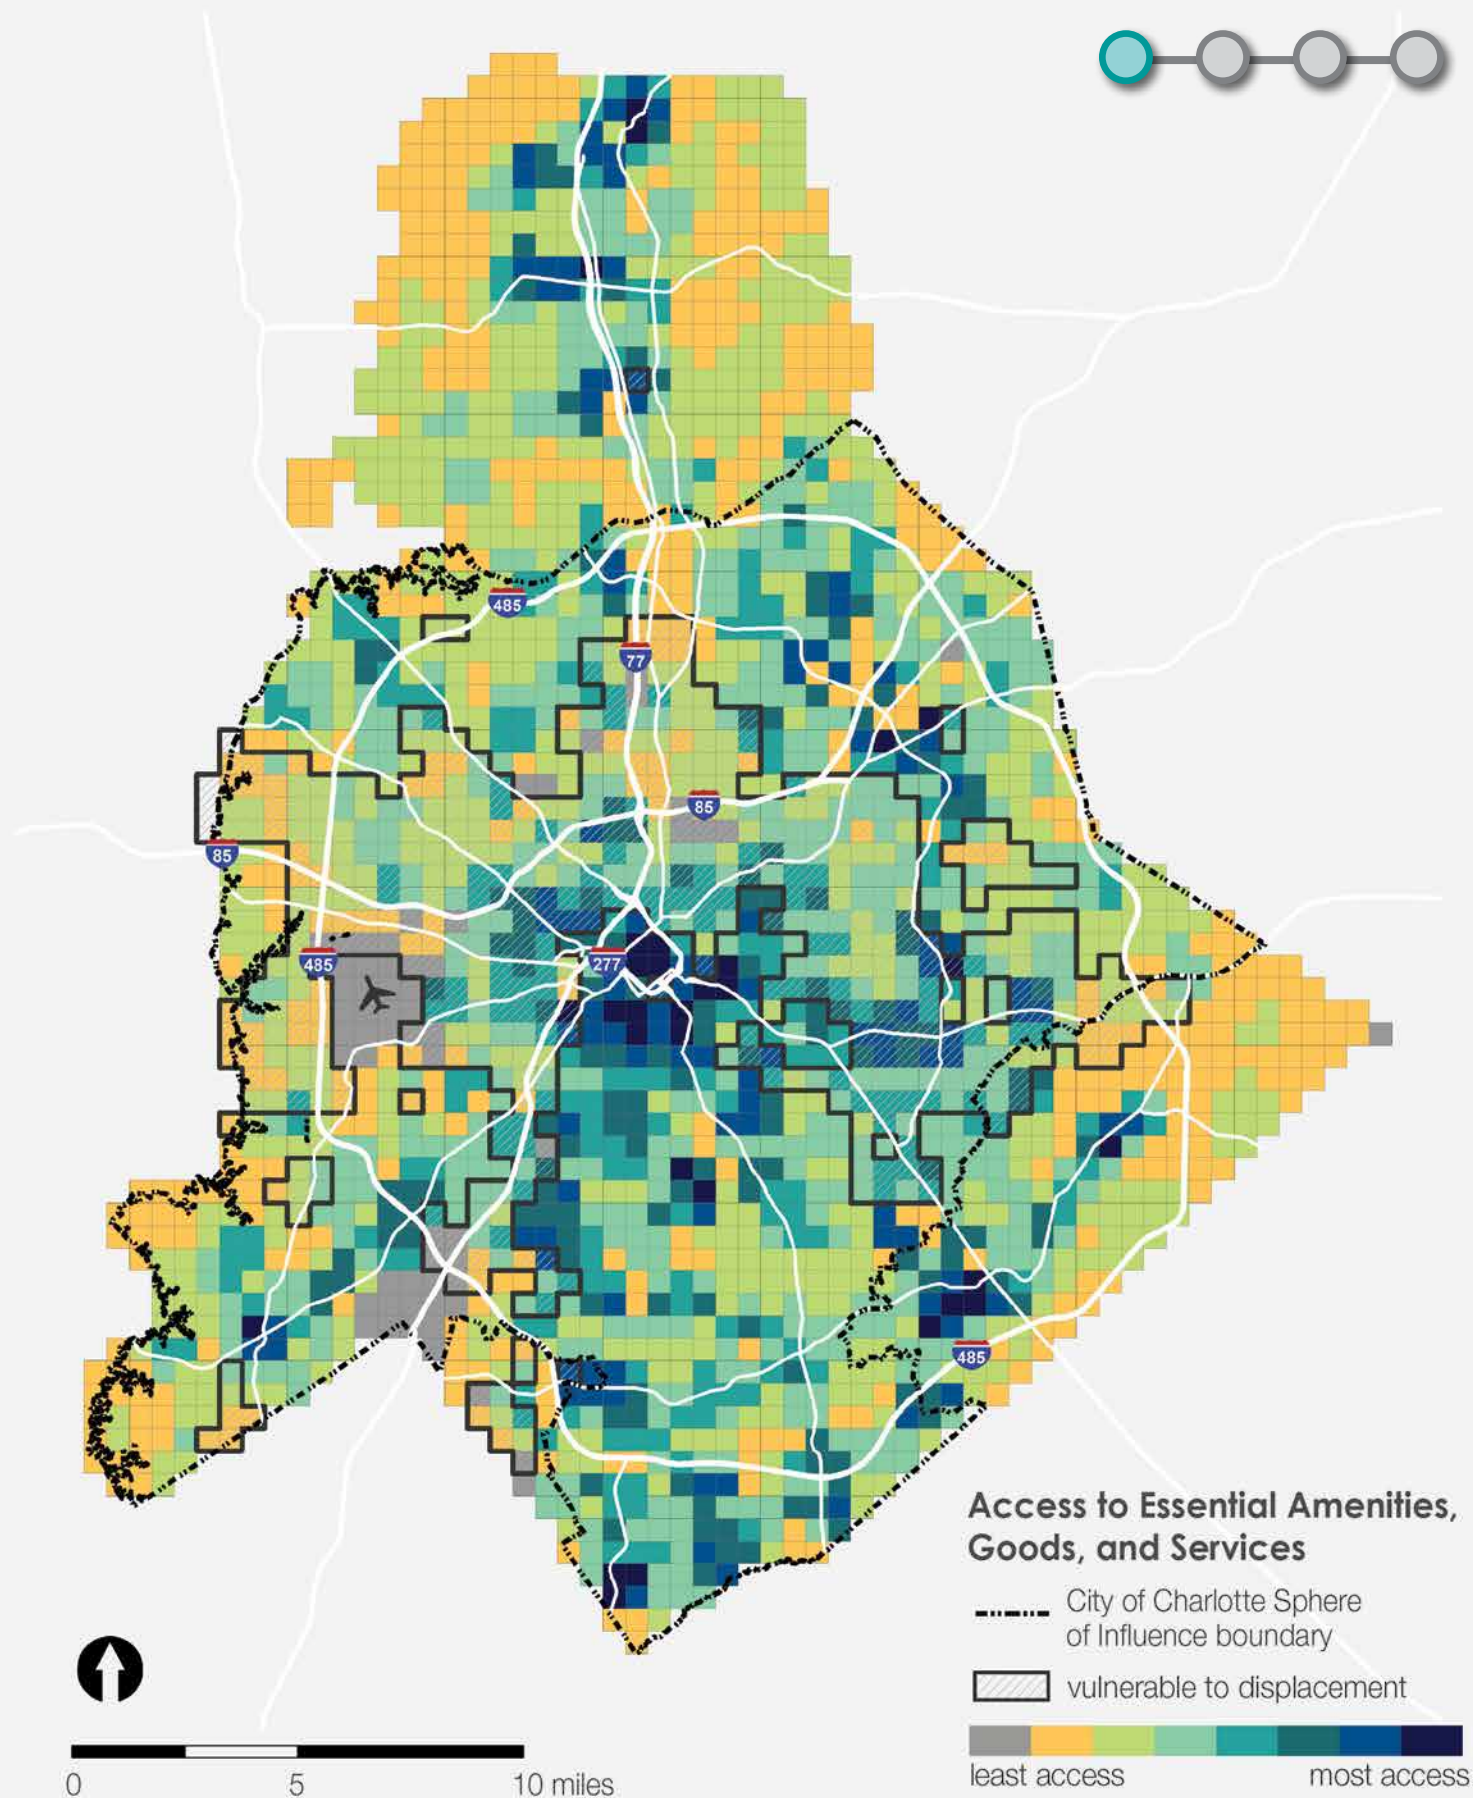 485
77
85
85
485
277
485
Access to Essential Amenities,
Goods, and Services
City of Charlotte Sphere
of Influence boundary
vulnerable to displacement
least access most access
0 5 10 miles